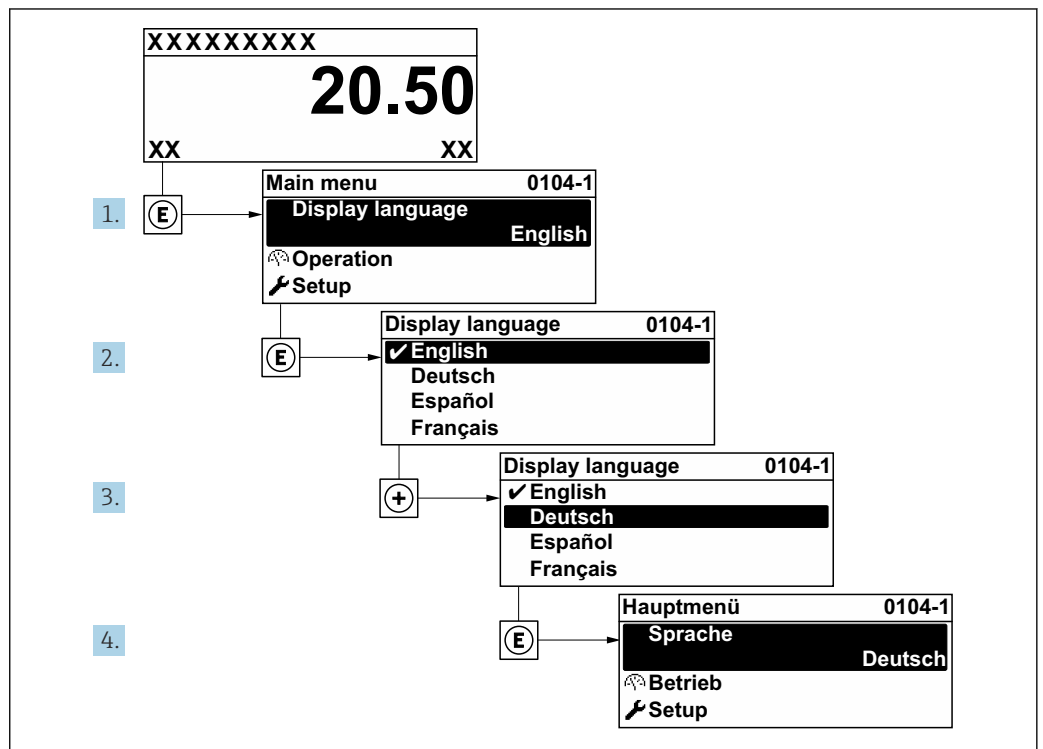 XXXXXXXXX
20.50
XX XX
1.
E
Main menu 0104-1
Display language
English
Operation
Setup
2.
E
Display language 0104-1
✔English
Deutsch
Español
Français
3.
+
Display language 0104-1
✔English
Deutsch
Español
Français
4.
E
Hauptmenü 0104-1
Sprache
Deutsch
Betrieb
Setup